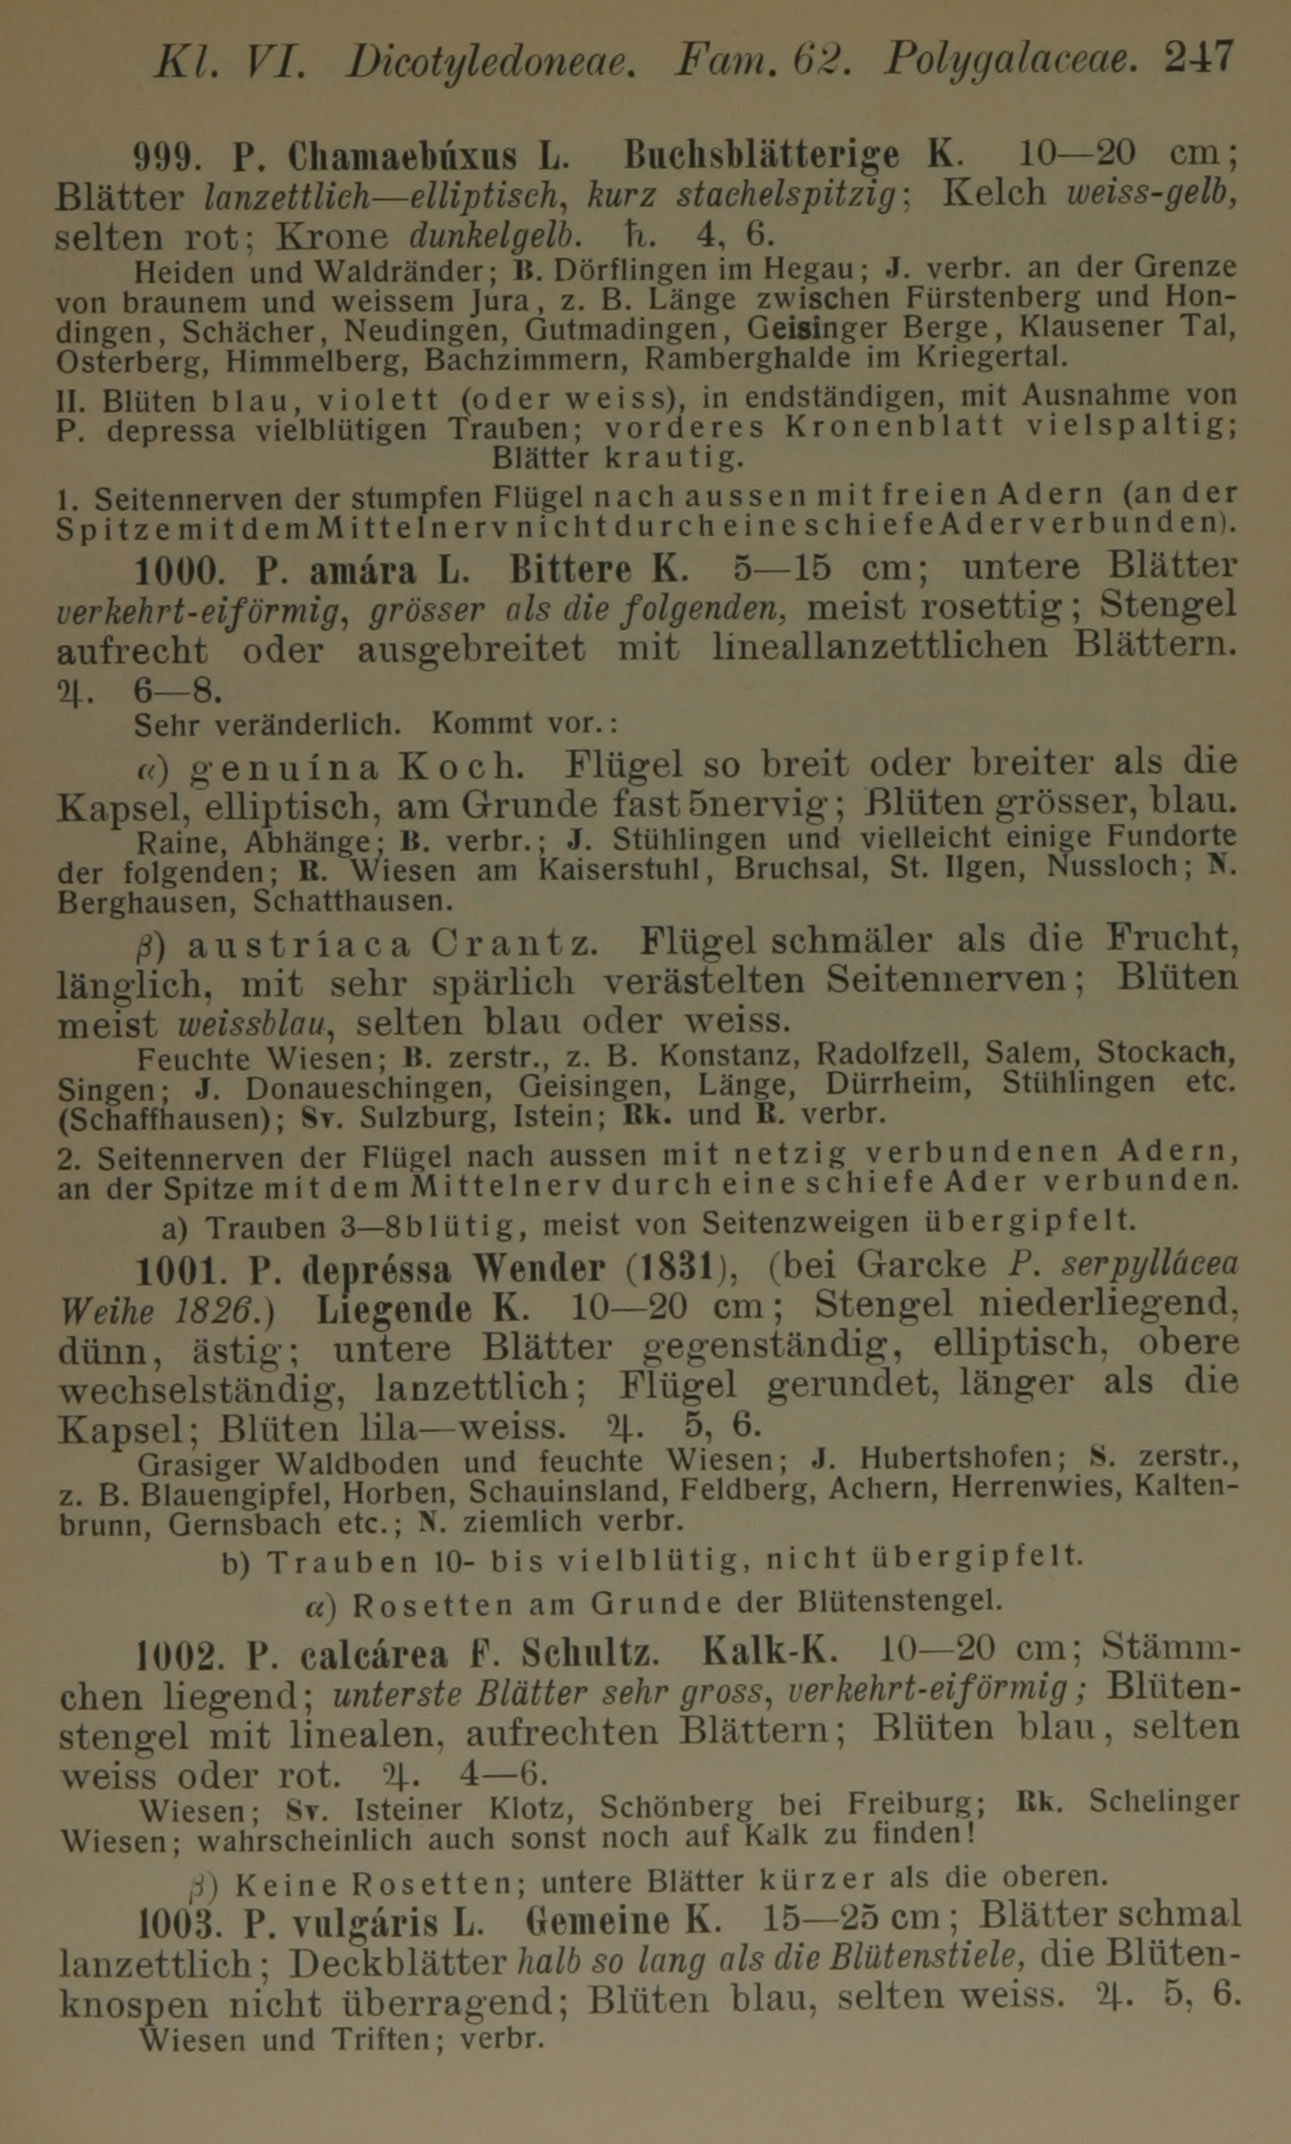 Kl. VI. Dicotyledoneae. Fam. 62. Polygalaceae. 247
999. P. Chamaebúxus L. Buchsblätterige K. 10—20 cm;
Blätter lanzettlich—elliptisch, kurz stachelspitzig; Kelch weiss-gelb,
selten rot; Krone dunkelgelb. ♄. 4, 6.
Heiden und Waldränder; B. Dörflingen im Hegau; J. verbr. an der Grenze
von braunem und weissem Jura, z. B. Länge zwischen Fürstenberg und Hon-
dingen, Schächer, Neudingen, Gutmadingen, Geisinger Berge, Klausener Tal,
Osterberg, Himmelberg, Bachzimmern, Ramberghalde im Kriegertal.
II. Blüten blau, violett (oder weiss), in endständigen, mit Ausnahme von
P. depressa vielblütigen Trauben; vorderes Kronenblatt vielspaltig;
Blätter krautig.
1. Seitennerven der stumpfen Flügel nach aussen mit freien Adern (an der
Spitze mit dem Mittelnerv nicht durch eine schiefe Ader verbunden).
1000. P. amára L. Bittere K. 5—15 cm; untere Blätter
verkehrt-eiförmig, grösser als die folgenden, meist rosettig; Stengel
aufrecht oder ausgebreitet mit lineallanzettlichen Blättern.
♃. 6—8.
Sehr veränderlich. Kommt vor.:
α) genuína Koch. Flügel so breit oder breiter als die
Kapsel, elliptisch, am Grunde fast 5nervig; Blüten grösser, blau.
Raine, Abhänge; B. verbr.; J. Stühlingen und vielleicht einige Fundorte
der folgenden; R. Wiesen am Kaiserstuhl, Bruchsal, St. Ilgen, Nussloch; N.
Berghausen, Schatthausen.
β) austríaca Crantz. Flügel schmäler als die Frucht,
länglich, mit sehr spärlich verästelten Seitennerven; Blüten
meist weissblau, selten blau oder weiss.
Feuchte Wiesen; B. zerstr., z. B. Konstanz, Radolfzell, Salem, Stockach,
Singen; J. Donaueschingen, Geisingen, Länge, Dürrheim, Stühlingen etc.
(Schaffhausen); Sv. Sulzburg, Istein; Rk. und R. verbr.
2. Seitennerven der Flügel nach aussen mit netzig verbundenen Adern,
an der Spitze mit dem Mittelnerv durch eine schiefe Ader verbunden.
a) Trauben 3—8blütig, meist von Seitenzweigen übergipfelt.
1001. P. depréssa Wender (1831), (bei Garcke P. serpyllácea
Weihe 1826.) Liegende K. 10—20 cm; Stengel niederliegend,
dünn, ästig; untere Blätter gegenständig, elliptisch, obere
wechselständig, lanzettlich; Flügel gerundet, länger als die
Kapsel; Blüten lila—weiss. ♃. 5, 6.
Grasiger Waldboden und feuchte Wiesen; J. Hubertshofen; S. zerstr.,
z. B. Blauengipfel, Horben, Schauinsland, Feldberg, Achern, Herrenwies, Kalten-
brunn, Gernsbach etc.; N. ziemlich verbr.
b) Trauben 10- bis vielblütig, nicht übergipfelt.
α) Rosetten am Grunde der Blütenstengel.
1002. P. calcárea F. Schultz. Kalk-K. 10—20 cm; Stämm-
chen liegend; unterste Blätter sehr gross, verkehrt-eiförmig; Blüten-
stengel mit linealen, aufrechten Blättern; Blüten blau, selten
weiss oder rot. ♃. 4—6.
Wiesen; Sv. Isteiner Klotz, Schönberg bei Freiburg; Rk. Schelinger
Wiesen; wahrscheinlich auch sonst noch auf Kalk zu finden!
β) Keine Rosetten; untere Blätter kürzer als die oberen.
1003. P. vulgáris L. Gemeine K. 15—25 cm; Blätter schmal
lanzettlich; Deckblätter halb so lang als die Blütenstiele, die Blüten-
knospen nicht überragend; Blüten blau, selten weiss. ♃. 5, 6.
Wiesen und Triften; verbr.